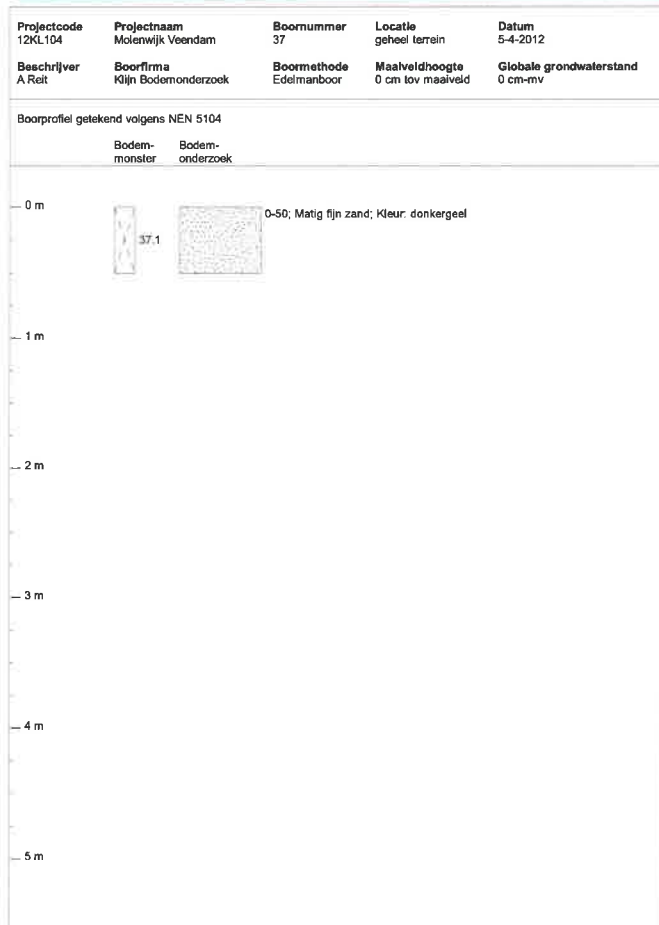 Projectcode Projectnaam Boornummer Locatie Datum
12KL104 Molenwijk Veendam 37 geheel terrein 5-4-2012
Beschrijver Boorfirma Boormethode Maaiveldhoogte Globale grondwaterstand
A Reit Klijn Bodemonderzoek Edelmanboor 0 cm tov maaiveld 0 cm-mv
Boorprofiel getekend volgens NEN 5104
Bodem- Bodem-
monster onderzoek
0 m 0-50; Matig fijn zand; Kleur: donkergeel
37.1
1 m
2 m
3 m
4 m
5 m